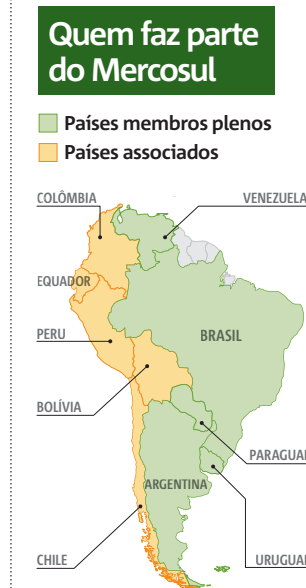 Quem faz parte
do Mercosul
Países membros plenos
Países associados
COLÔMBIA
VENEZUELA
EQUADOR
PERU
BRASIL
BOLÍVIA
PARAGUAI
ARGENTINA
CHILE
URUGUAI